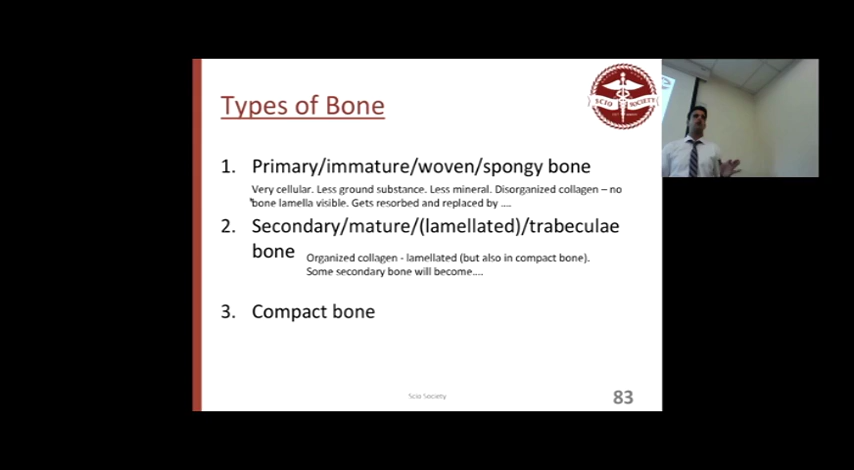 Types of Bone
SCIO SOCIETY
1. Primary/immature/woven/spongy bone
Very cellular. Less ground substance. Less mineral. Disorganized collagen – no
bone lamella visible. Gets resorbed and replaced by ....
2. Secondary/mature/(lamellated)/trabeculae
bone
Organized collagen - lamellated (but also in compact bone).
Some secondary bone will become....
3. Compact bone
Scio Society
83